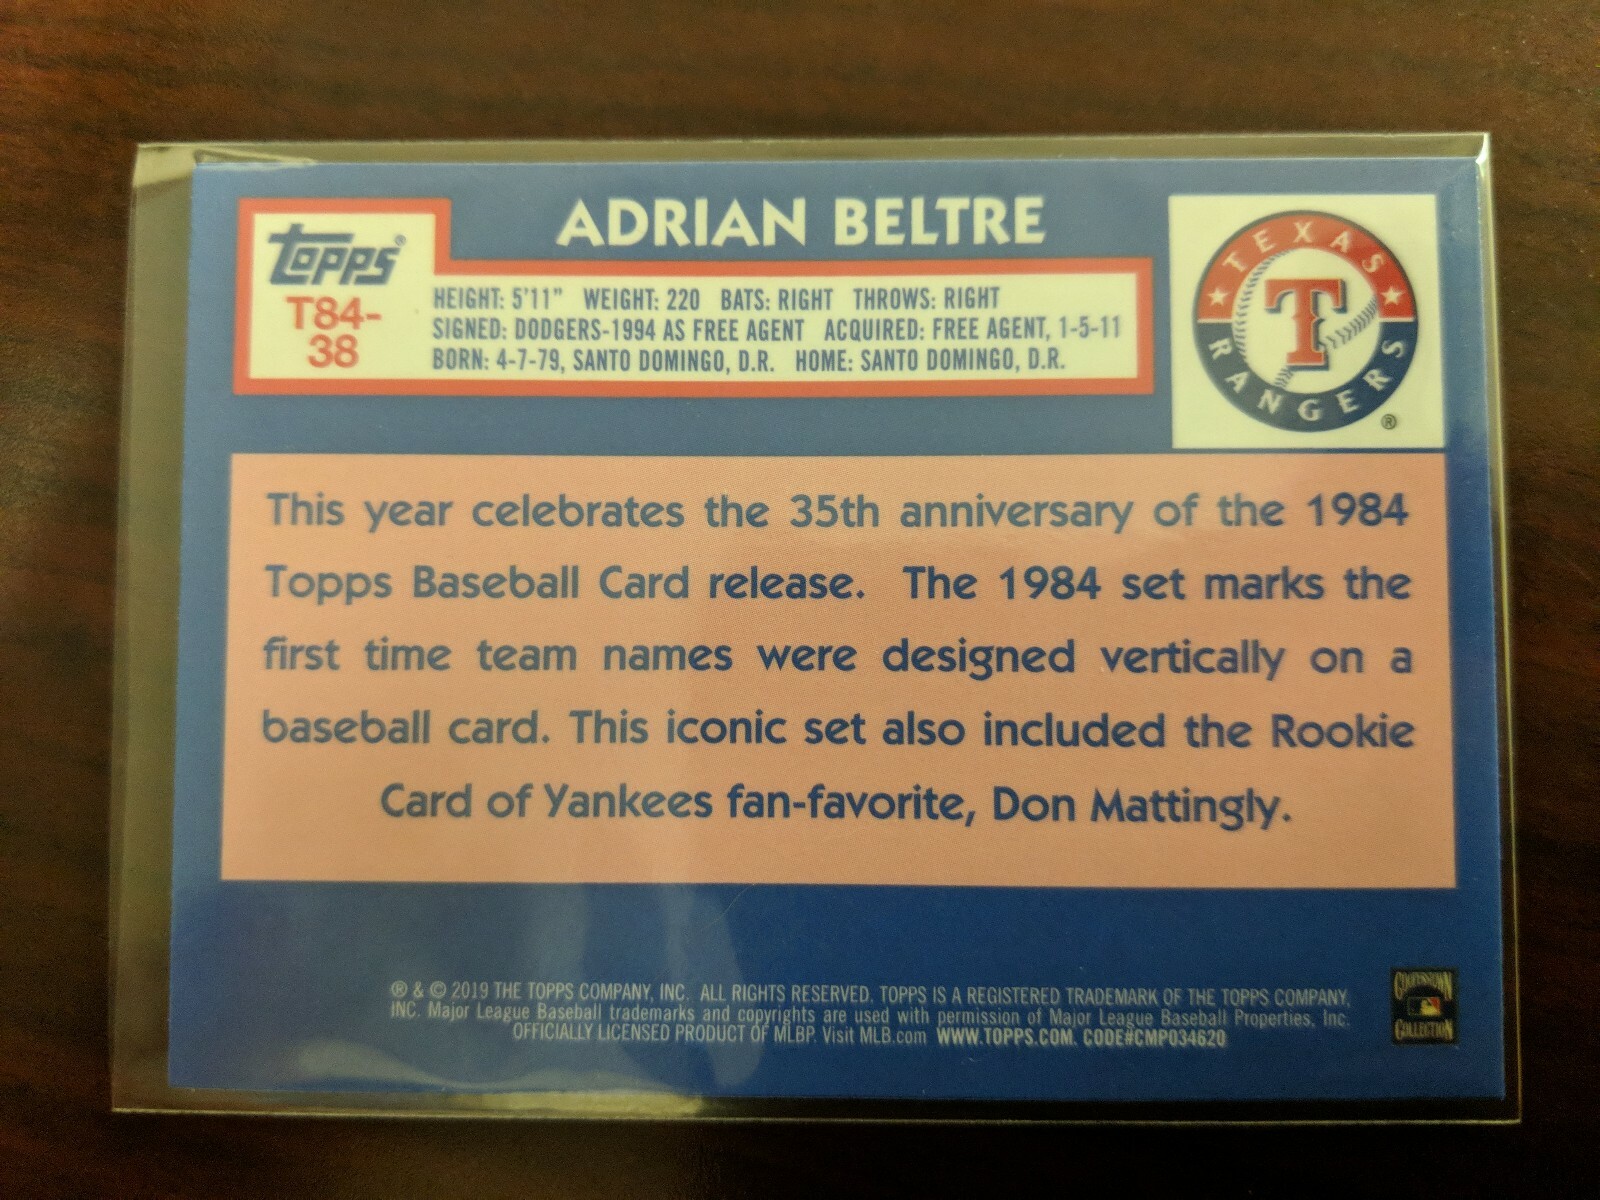 ADRIAN BELTRE
Topps®
T84-
38
HEIGHT: 5'11" WEIGHT: 220 BATS: RIGHT THROWS: RIGHT
SIGNED: DODGERS-1994 AS FREE AGENT ACQUIRED: FREE AGENT, 1-5-11
BORN: 4-7-79, SANTO DOMINGO, D.R. HOME: SANTO DOMINGO, D.R.
TEXAS
T
RANGERS
®
This year celebrates the 35th anniversary of the 1984
Topps Baseball Card release. The 1984 set marks the
first time team names were designed vertically on a
baseball card. This iconic set also included the Rookie
Card of Yankees fan-favorite, Don Mattingly.
® & © 2019 THE TOPPS COMPANY, INC. ALL RIGHTS RESERVED. TOPPS IS A REGISTERED TRADEMARK OF THE TOPPS COMPANY,
INC. Major League Baseball trademarks and copyrights are used with permission of Major League Baseball Properties, Inc.
OFFICIALLY LICENSED PRODUCT OF MLBP. Visit MLB.com WWW.TOPPS.COM. CODE#CMP034620
COOPERSTOWN
COLLECTION